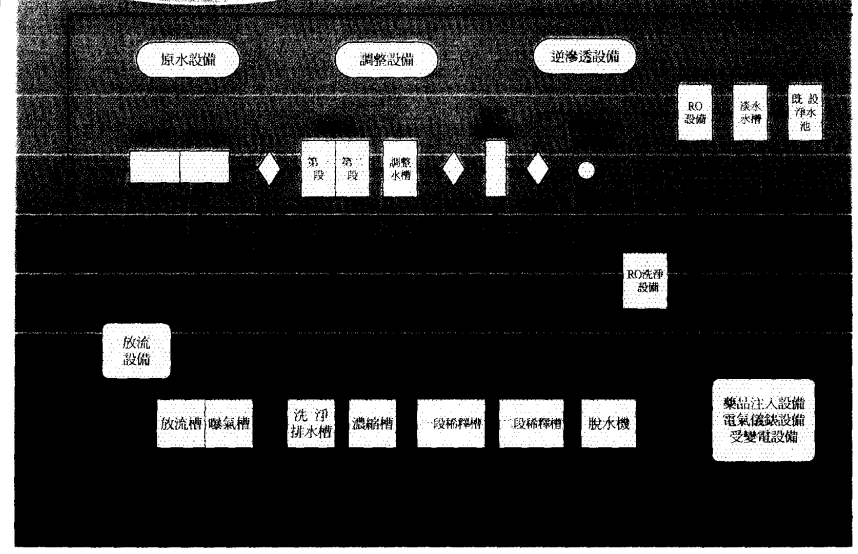 原水設備
調整設備
逆滲透設備
RO
設備
淡水
水槽
既設
淨水
池
第一
段
第二
段
調整
水槽
RO洗淨
設備
放流
設備
放流槽
曝氣槽
洗淨
排水槽
濃縮槽
一段稀釋槽
二段稀釋槽
脫水機
藥品注入設備
電氣儀錶設備
受變電設備